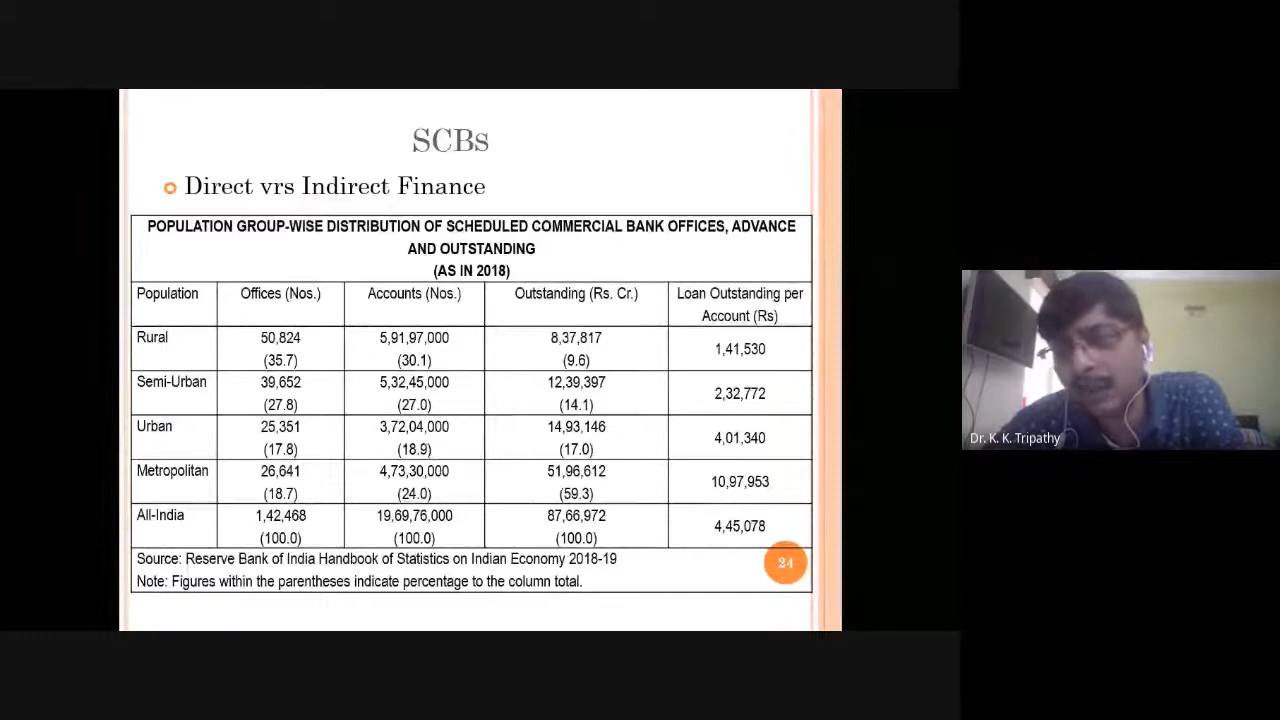 SCBs
Direct vrs Indirect Finance
POPULATION GROUP-WISE DISTRIBUTION OF SCHEDULED COMMERCIAL BANK OFFICES, ADVANCE
AND OUTSTANDING
(AS IN 2018)
Population Offices (Nos.) Accounts (Nos.) Outstanding (Rs. Cr.) Loan Outstanding per
Account (Rs)
Rural 50,824 5,91,97,000 8,37,817 1,41,530
(35.7) (30.1) (9.6)
Semi-Urban 39,652 5,32,45,000 12,39,397 2,32,772
(27.8) (27.0) (14.1)
Urban 25,351 3,72,04,000 14,93,146 4,01,340
(17.8) (18.9) (17.0)
Metropolitan 26,641 4,73,30,000 51,96,612 10,97,953
(18.7) (24.0) (59.3)
All-India 1,42,468 19,69,76,000 87,66,972 4,45,078
(100.0) (100.0) (100.0)
Source: Reserve Bank of India Handbook of Statistics on Indian Economy 2018-19
Note: Figures within the parentheses indicate percentage to the column total.
24
Dr. K. K. Tripathy